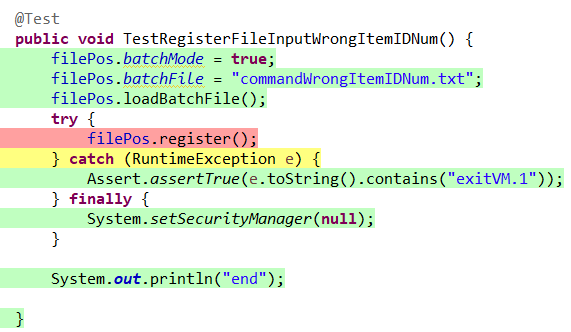 @Test
public void TestRegisterFileInputWrongItemIDNum() {
    filePos.batchMode = true;
    filePos.batchFile = "commandWrongItemIDNum.txt";
    filePos.loadBatchFile();
    try {
        filePos.register();
    } catch (RuntimeException e) {
        Assert.assertTrue(e.toString().contains("exitVM.1"));
    } finally {
        System.setSecurityManager(null);
    }
    System.out.println("end");
}